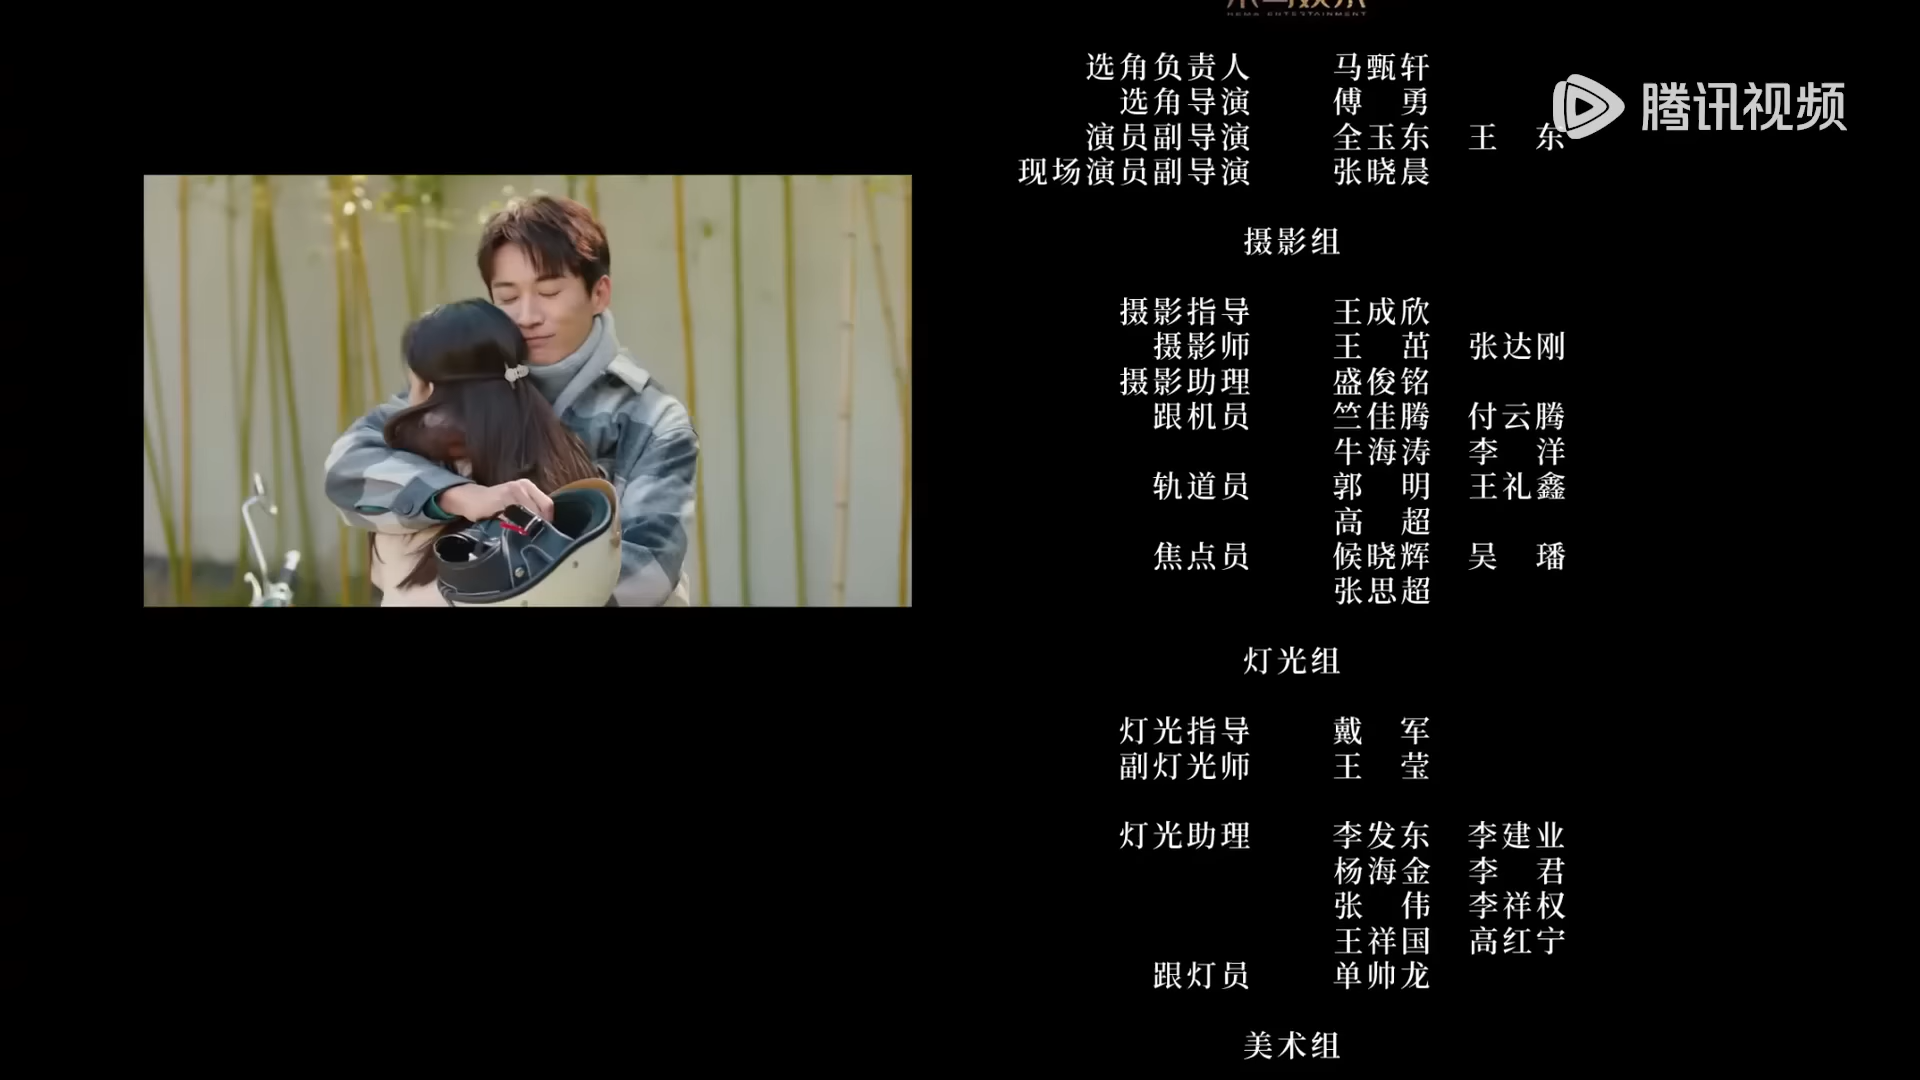 HEMA ENTERTAINMENT
选角负责人 马甄轩
选角导演 傅 勇
演员副导演 全玉东 王 东
现场演员副导演 张晓晨
腾讯视频
摄影组
摄影指导 王成欣
摄影师 王 茁 张达刚
摄影助理 盛俊铭
跟机员 竺佳腾 付云腾
牛海涛 李 洋
轨道员 郭 明 王礼鑫
高 超
焦点员 候晓辉 吴 璠
张思超
灯光组
灯光指导 戴 军
副灯光师 王 莹
灯光助理 李发东 李建业
杨海金 李 君
张 伟 李祥权
王祥国 高红宁
跟灯员 单帅龙
美术组